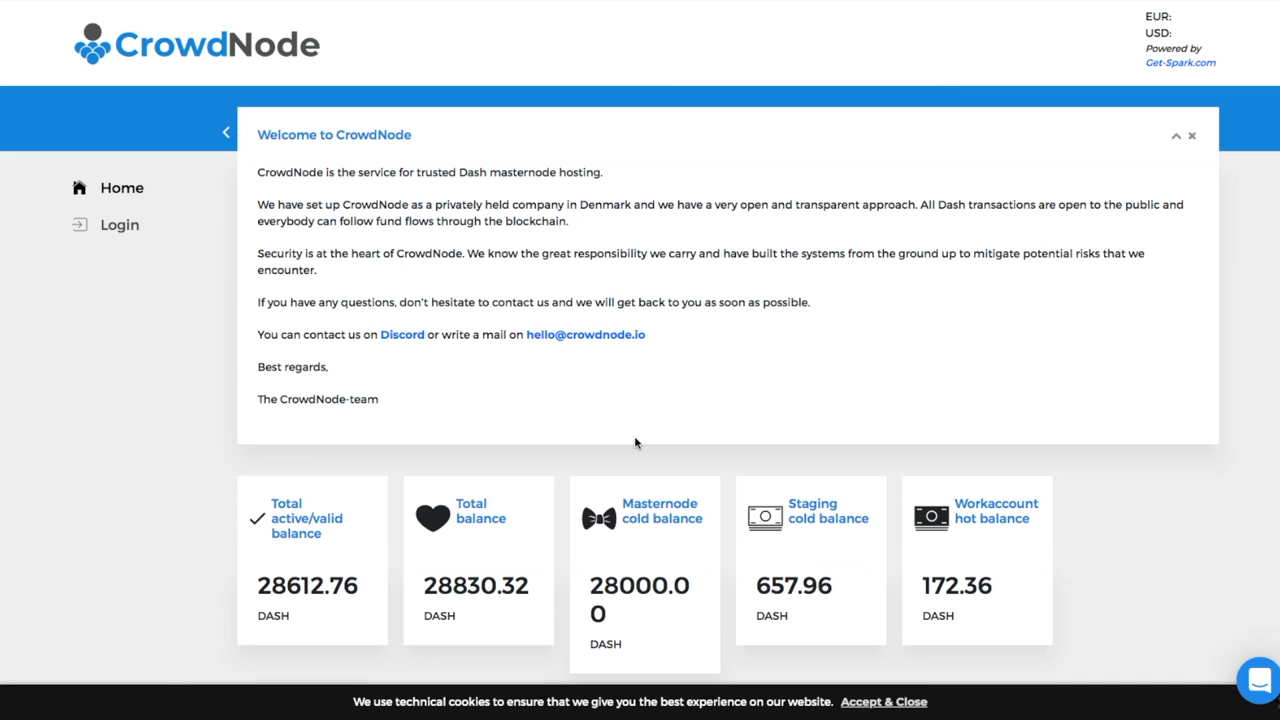 CrowdNode
EUR:
USD:
Powered by
Get-Spark.com
Welcome to CrowdNode
CrowdNode is the service for trusted Dash masternode hosting.
We have set up CrowdNode as a privately held company in Denmark and we have a very open and transparent approach. All Dash transactions are open to the public and
everybody can follow fund flows through the blockchain.
Security is at the heart of CrowdNode. We know the great responsibility we carry and have built the systems from the ground up to mitigate potential risks that we
encounter.
If you have any questions, don't hesitate to contact us and we will get back to you as soon as possible.
You can contact us on Discord or write a mail on hello@crowdnode.io
Best regards,
The CrowdNode-team
Home
Login
Total
active/valid
balance
28612.76
DASH
Total
balance
28830.32
DASH
Masternode
cold balance
28000.0
0
DASH
Staging
cold balance
657.96
DASH
Workaccount
hot balance
172.36
DASH
We use technical cookies to ensure that we give you the best experience on our website. Accept & Close